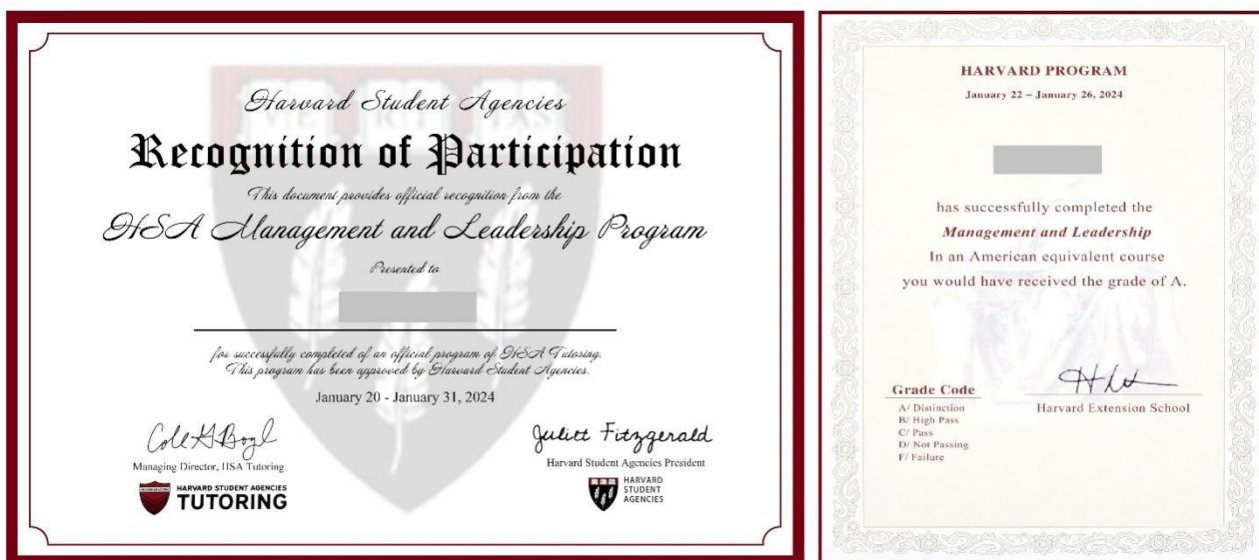 VE RI TAS
Harvard Student Agencies
Recognition of Participation
This document provides official recognition from the
HSA Management and Leadership Program
Presented to
for successfully completed of an official program of HSA Tutoring.
This program has been approved by Harvard Student Agencies.
January 20 - January 31, 2024
Managing Director, HSA Tutoring
HARVARD STUDENT AGENCIES
TUTORING
Juliet Fitzgerald
Harvard Student Agencies President
HARVARD
STUDENT
AGENCIES
HARVARD PROGRAM
January 22 – January 26, 2024
has successfully completed the
Management and Leadership
In an American equivalent course
you would have received the grade of A.
Grade Code
A/ Distinction
B/ High Pass
C/ Pass
D/ Not Passing
F/ Failure
Harvard Extension School